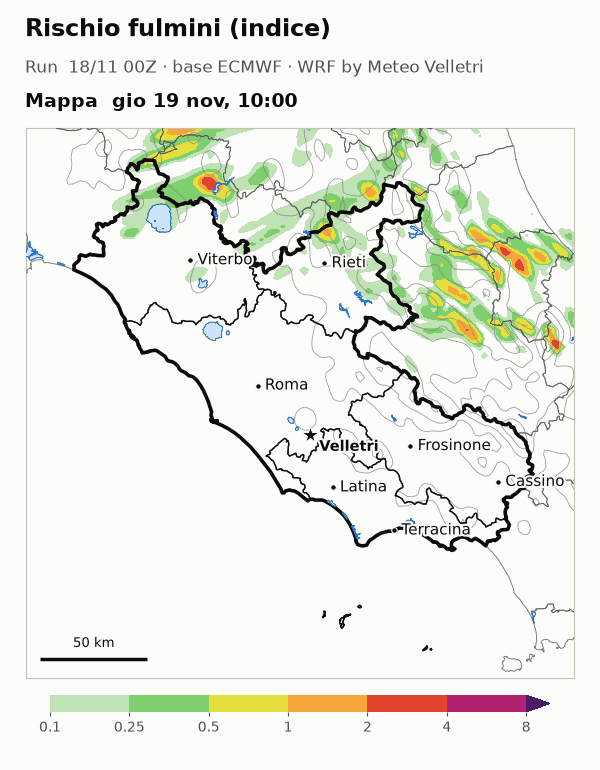 Rischio fulmini (indice)
Run 18/11 00Z · base ECMWF · WRF by Meteo Velletri
Mappa gio 19 nov, 10:00
Viterbo
Rieti
Roma
Velletri
Frosinone
Latina
Cassino
Terracina
50 km
0.1 0.25 0.5 1 2 4 8